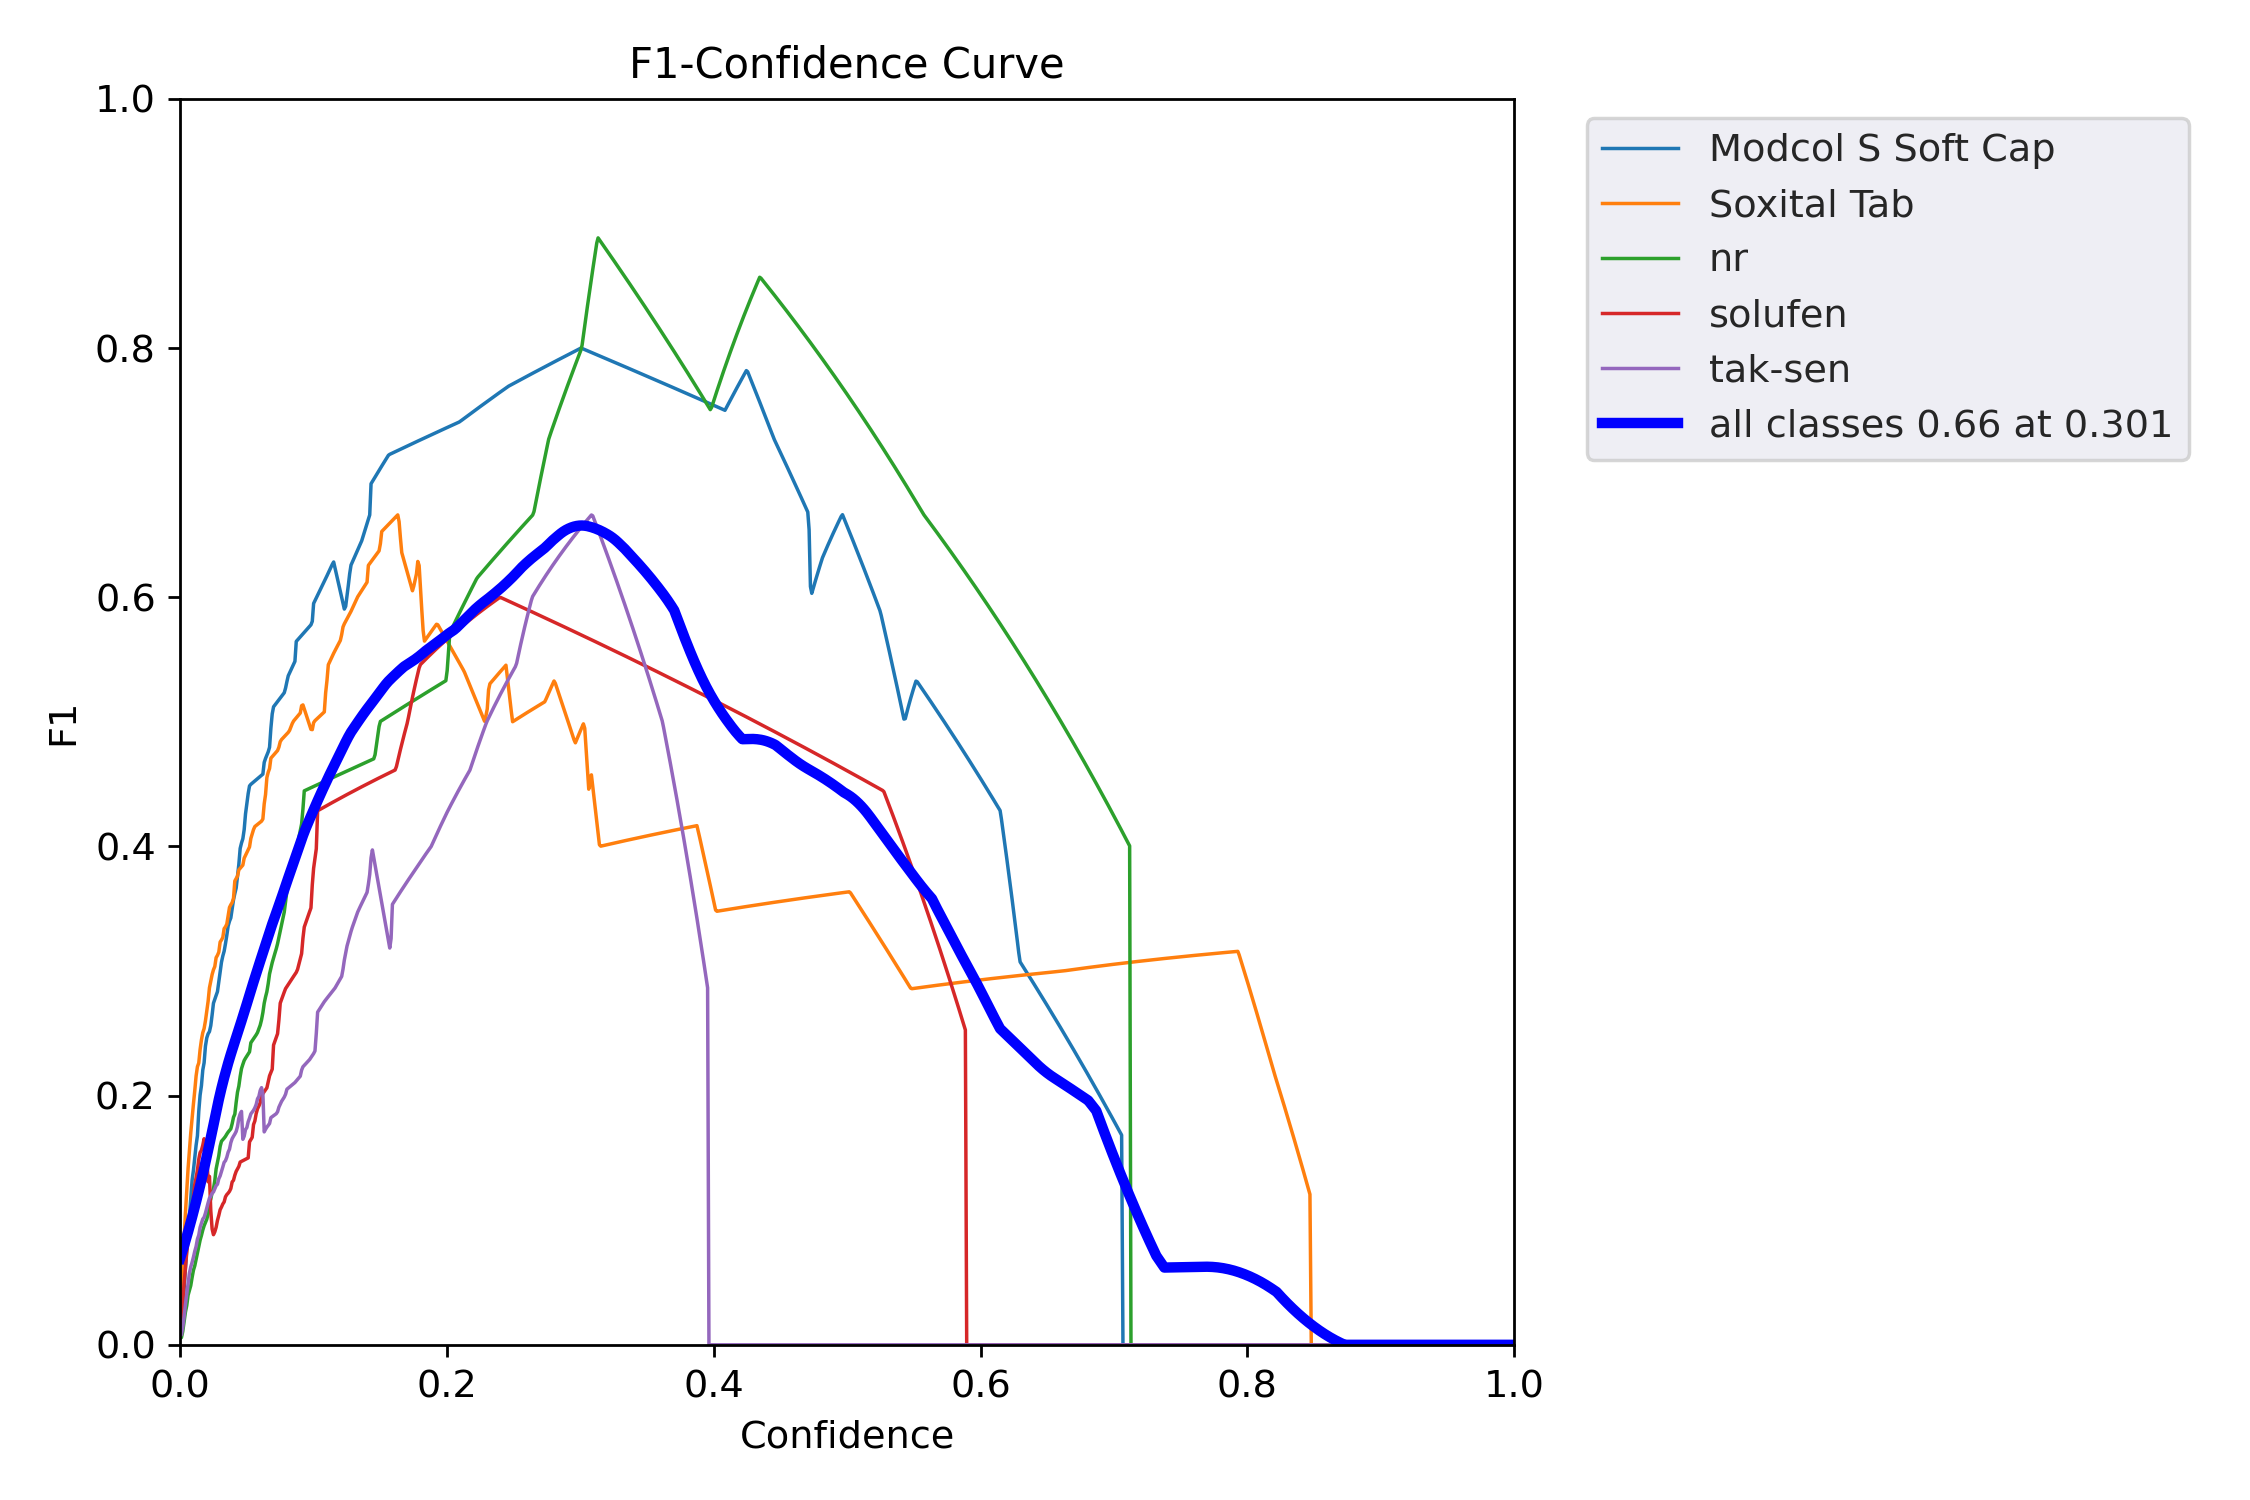 F1-Confidence Curve
1.0
0.8
0.6
0.4
0.2
0.0
F1
0.0 0.2 0.4 0.6 0.8 1.0
Confidence
Modcol S Soft Cap
Soxital Tab
nr
solufen
tak-sen
all classes 0.66 at 0.301